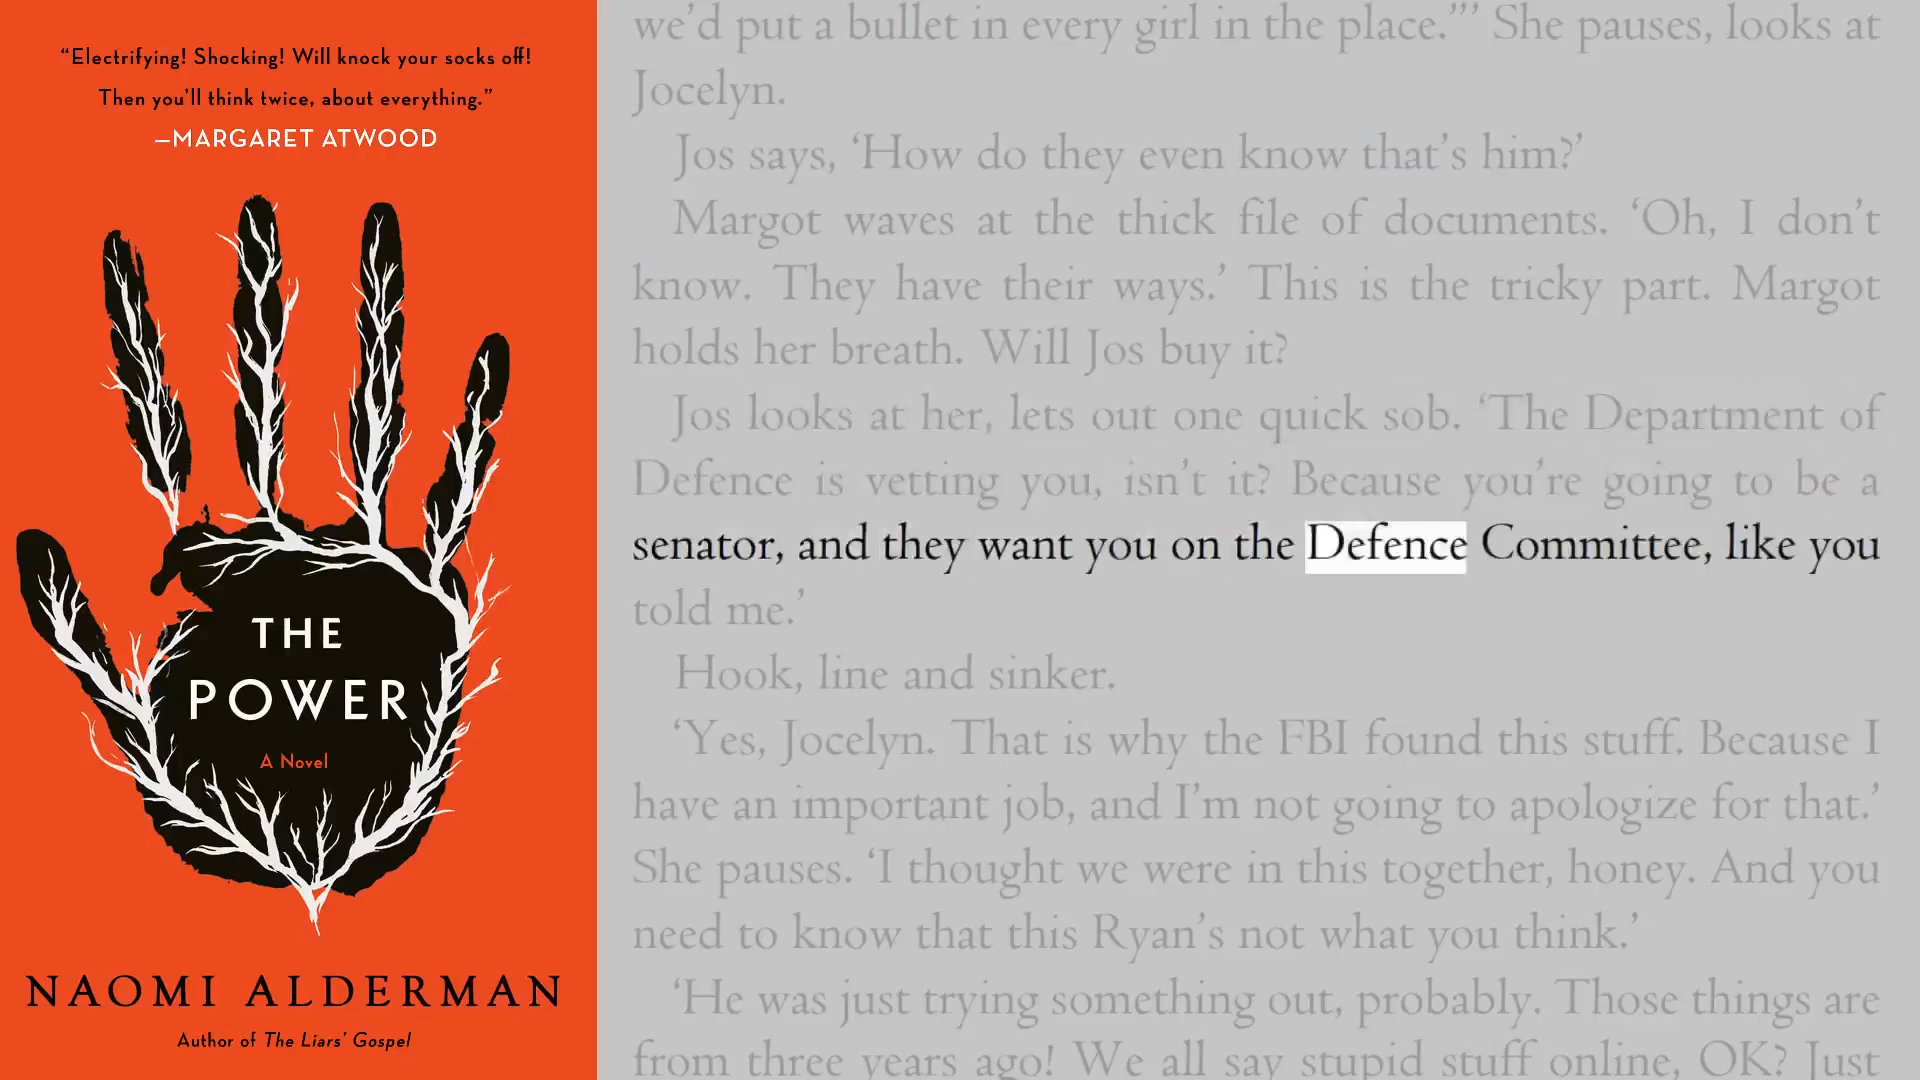 “Electrifying! Shocking! Will knock your socks off!
Then you’ll think twice, about everything.”
—MARGARET ATWOOD
THE
POWER
A Novel
NAOMI ALDERMAN
Author of The Liars’ Gospel
we’d put a bullet in every girl in the place.”’ She pauses, looks at
Jocelyn.
Jos says, ‘How do they even know that’s him?’
Margot waves at the thick file of documents. ‘Oh, I don’t
know. They have their ways.’ This is the tricky part. Margot
holds her breath. Will Jos buy it?
Jos looks at her, lets out one quick sob. ‘The Department of
Defence is vetting you, isn’t it? Because you’re going to be a
senator, and they want you on the Defence Committee, like you
told me.’
Hook, line and sinker.
‘Yes, Jocelyn. That is why the FBI found this stuff. Because I
have an important job, and I’m not going to apologize for that.’
She pauses. ‘I thought we were in this together, honey. And you
need to know that this Ryan’s not what you think.’
‘He was just trying something out, probably. Those things are
from three years ago! We all say stupid stuff online, OK? Just